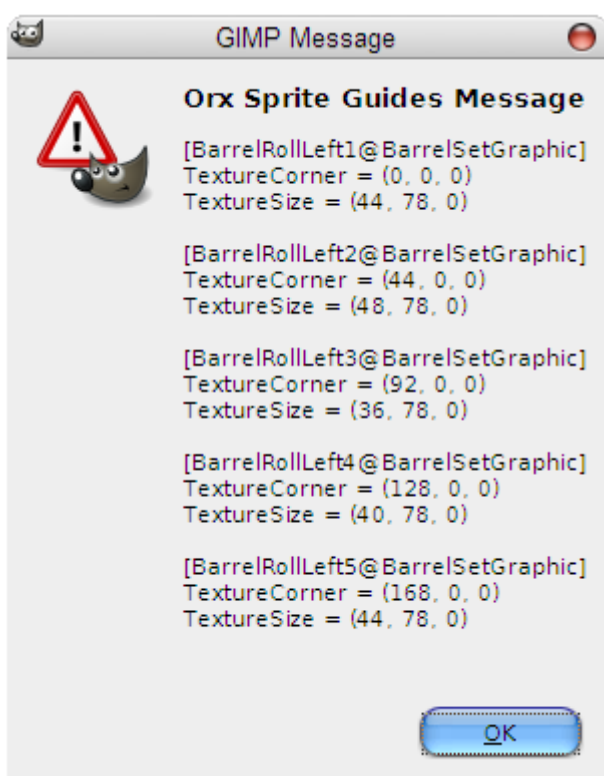 GIMP Message
Orx Sprite Guides Message
[BarrelRollLeft1@BarrelSetGraphic]
TextureCorner = (0, 0, 0)
TextureSize = (44, 78, 0)
[BarrelRollLeft2@BarrelSetGraphic]
TextureCorner = (44, 0, 0)
TextureSize = (48, 78, 0)
[BarrelRollLeft3@BarrelSetGraphic]
TextureCorner = (92, 0, 0)
TextureSize = (36, 78, 0)
[BarrelRollLeft4@BarrelSetGraphic]
TextureCorner = (128, 0, 0)
TextureSize = (40, 78, 0)
[BarrelRollLeft5@BarrelSetGraphic]
TextureCorner = (168, 0, 0)
TextureSize = (44, 78, 0)
OK